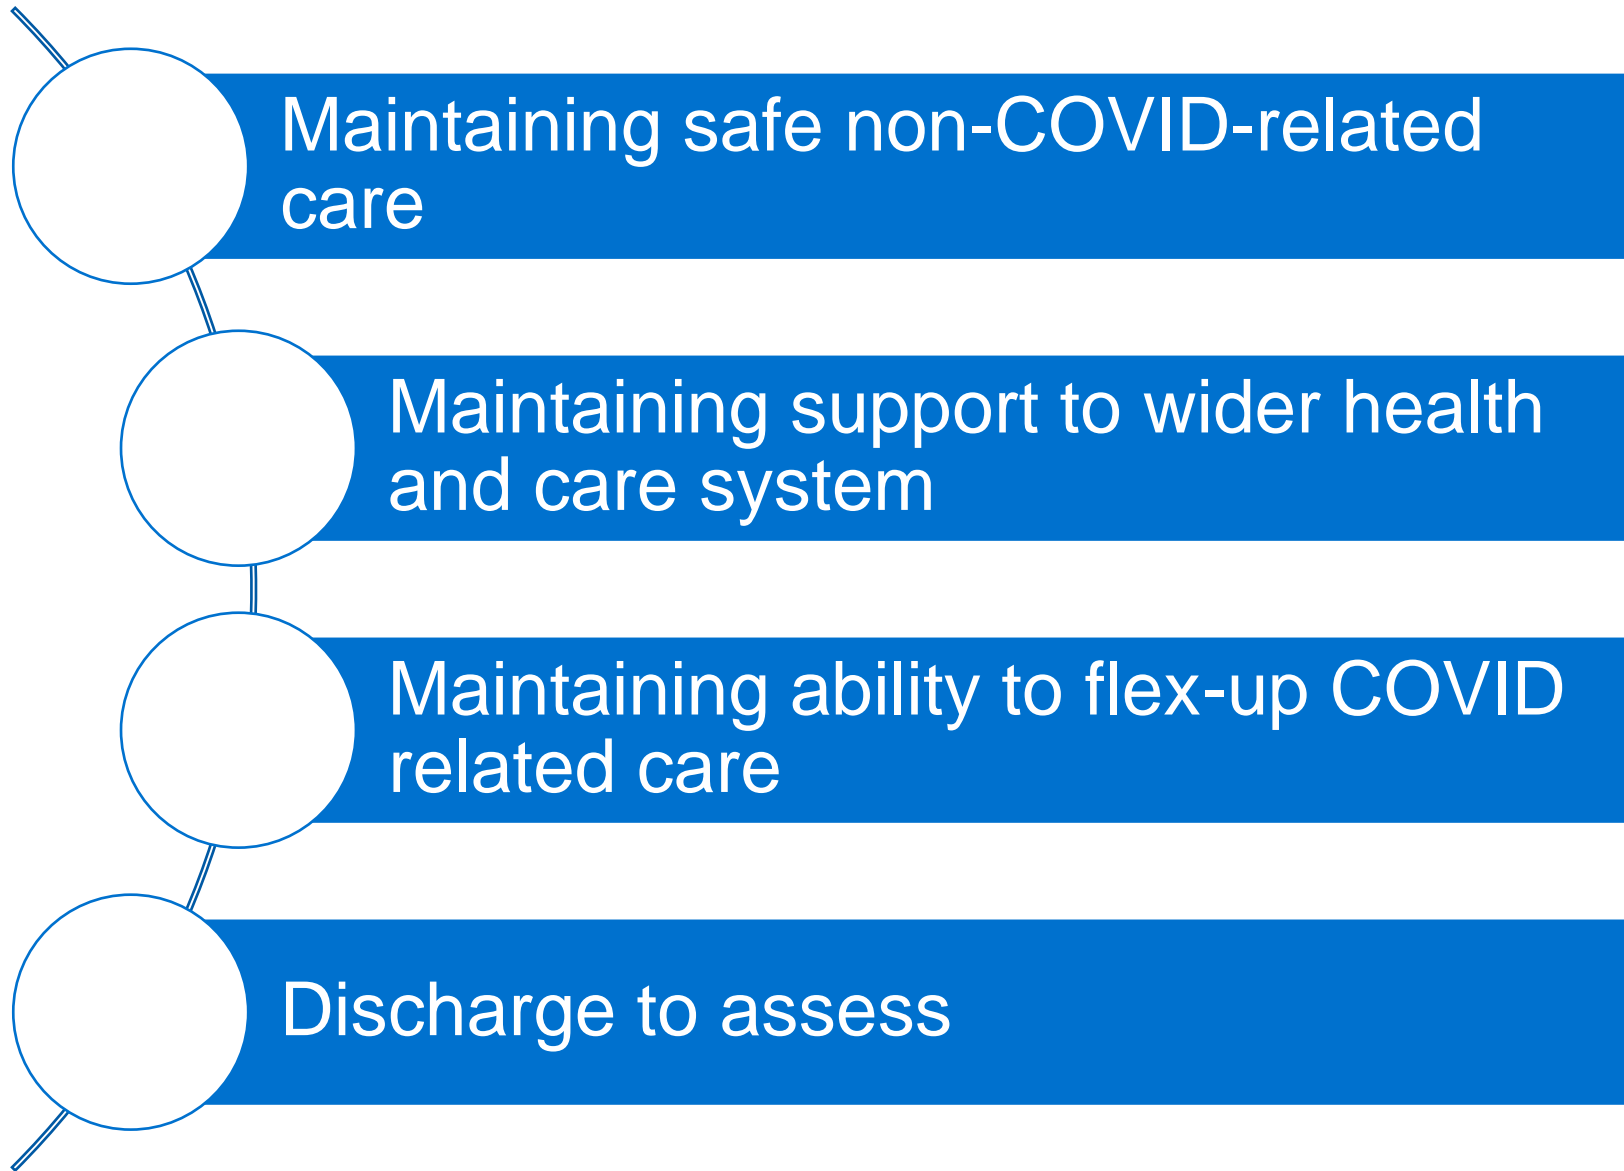 Maintaining safe non-COVID-related
care
Maintaining support to wider health
and care system
Maintaining ability to flex-up COVID
related care
Discharge to assess